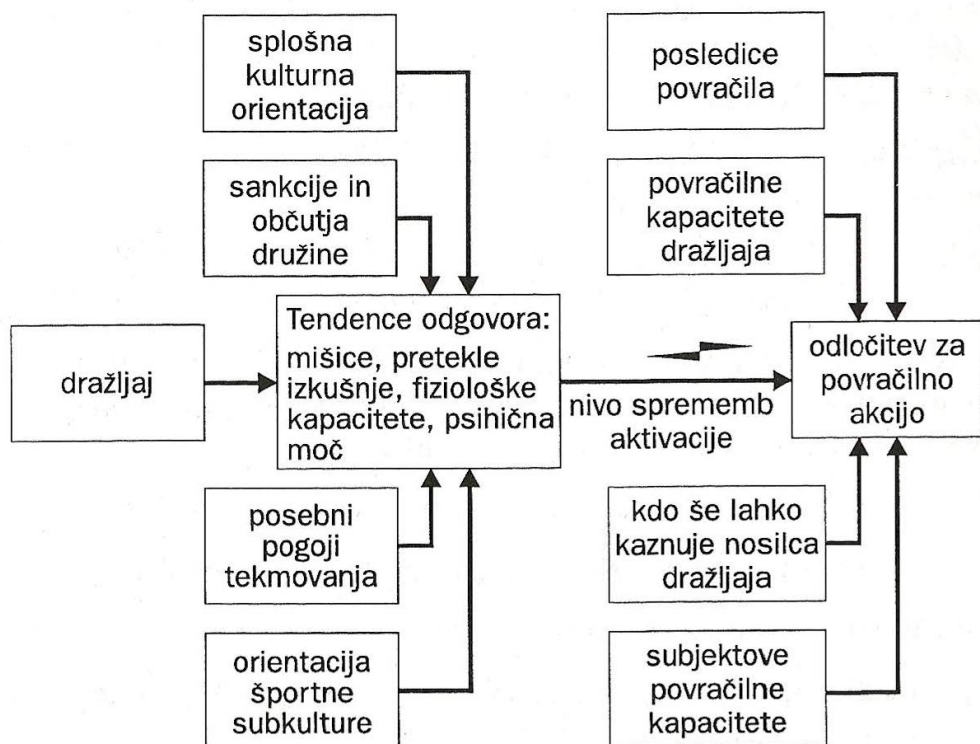 splošna
kulturna
orientacija
posledice
povračila
sankcije in
občutja
družine
povračilne
kapacitete
dražljaja
dražljaj
Tendence odgovora:
mišice, pretekle
izkušnje, fiziološke
kapacitete, psihična
moč
nivo sprememb
aktivacije
odločitev za
povračilno
akcijo
posebni
pogoji
tekmovanja
kdo še lahko
kaznuje nosilca
dražljaja
orientacija
športne
subkulture
subjektove
povračilne
kapacitete